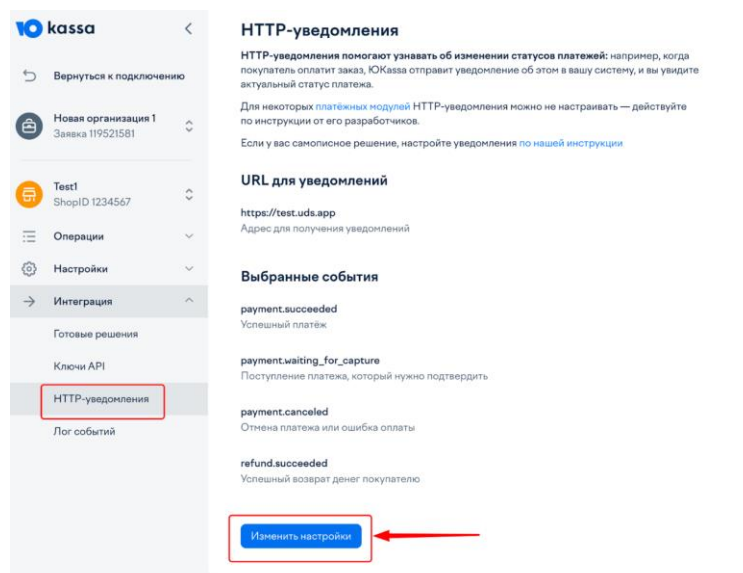 Ю kassa
Вернуться к подключению
Новая организация 1
Заявка 119521581
Test1
ShopID 1234567
Операции
Настройки
Интеграция
Готовые решения
Ключи API
HTTP-уведомления
Лог событий
HTTP-уведомления
HTTP-уведомления помогают узнавать об изменении статусов платежей: например, когда
покупатель оплатит заказ, ЮKassa отправит уведомление об этом в вашу систему, и вы увидите
актуальный статус платежа.
Для некоторых платёжных модулей HTTP-уведомления можно не настраивать — действуйте
по инструкции от его разработчиков.
Если у вас самописное решение, настройте уведомления по нашей инструкции
URL для уведомлений
https://test.uds.app
Адрес для получения уведомлений
Выбранные события
payment.succeeded
Успешный платёж
payment.waiting_for_capture
Поступление платежа, который нужно подтвердить
payment.canceled
Отмена платежа или ошибка оплаты
refund.succeeded
Успешный возврат денег покупателю
Изменить настройки